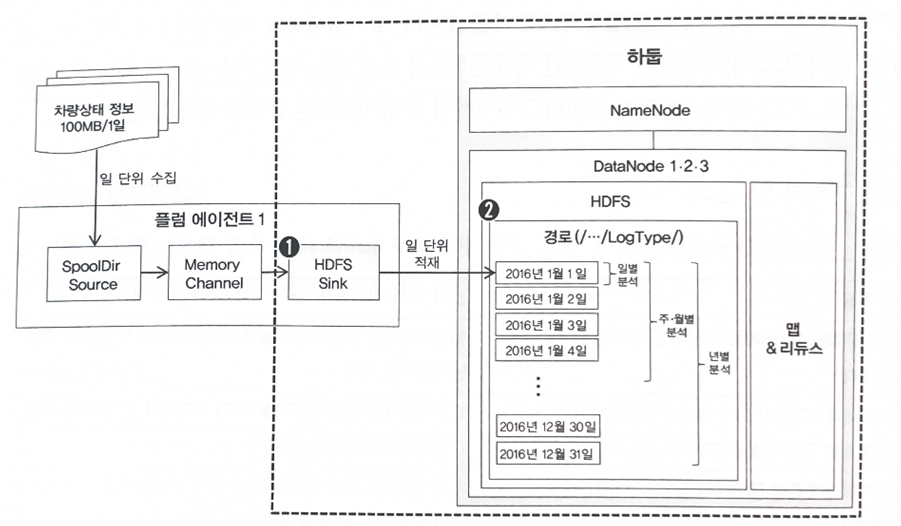 하둡
NameNode
차량상태 정보
100MB/1일
DataNode 1·2·3
일 단위 수집
HDFS
플럼 에이전트 1
❷
경로(/⋯/LogType/)
❶
일 단위
적재
SpoolDir
Source
Memory
Channel
HDFS
Sink
2016년 1월 1일
일별
분석
2016년 1월 2일
2016년 1월 3일
주·월별
분석
2016년 1월 4일
맵
&리듀스
년별
분석
⋮
2016년 12월 30일
2016년 12월 31일